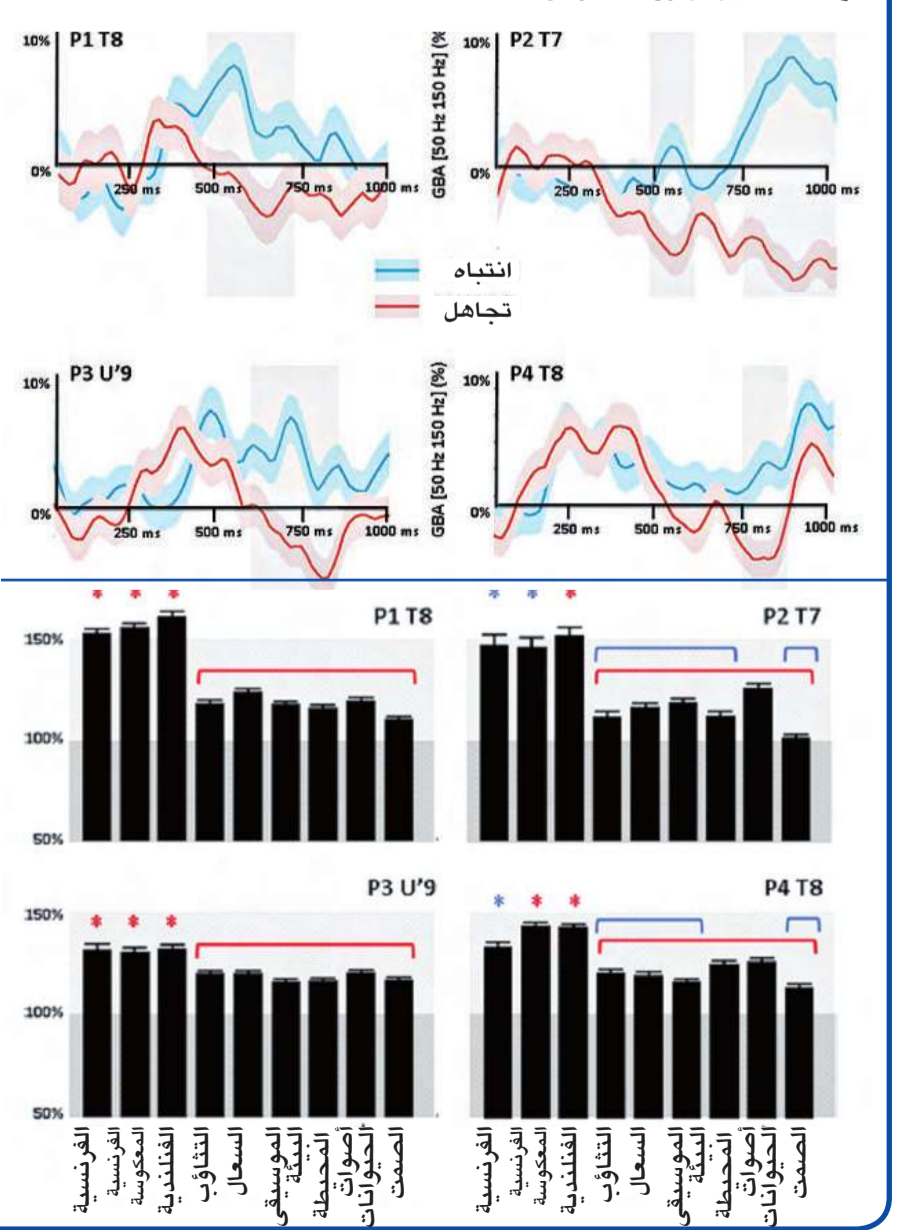 10%
P1 T8
0%
250 ms
500 ms
750 ms
1000 ms
GBA [50 Hz 150 Hz] (%
10%
P2 T7
0%
250 ms
500 ms
750 ms
1000 ms
انتباه
تجاهل
10%
P3 U'9
0%
250 ms
500 ms
750 ms
1000 ms
GBA [50 Hz 150 Hz] (%)
10%
P4 T8
0%
250 ms
500 ms
750 ms
1000 ms
* * *
P1 T8
150%
100%
50%
* * *
P2 T7
P3 U'9
150%
* * *
100%
50%
P4 T8
* * *
الفرنسية
الفرنسية
المعكوسة
الفنلندية
التثاؤب
السعال
الموسيقى
البيئة
المحيطة
أصوات
الحيوانات
الصمت
الفرنسية
الفرنسية
المعكوسة
الفنلندية
التثاؤب
السعال
الموسيقى
البيئة
المحيطة
أصوات
الحيوانات
الصمت